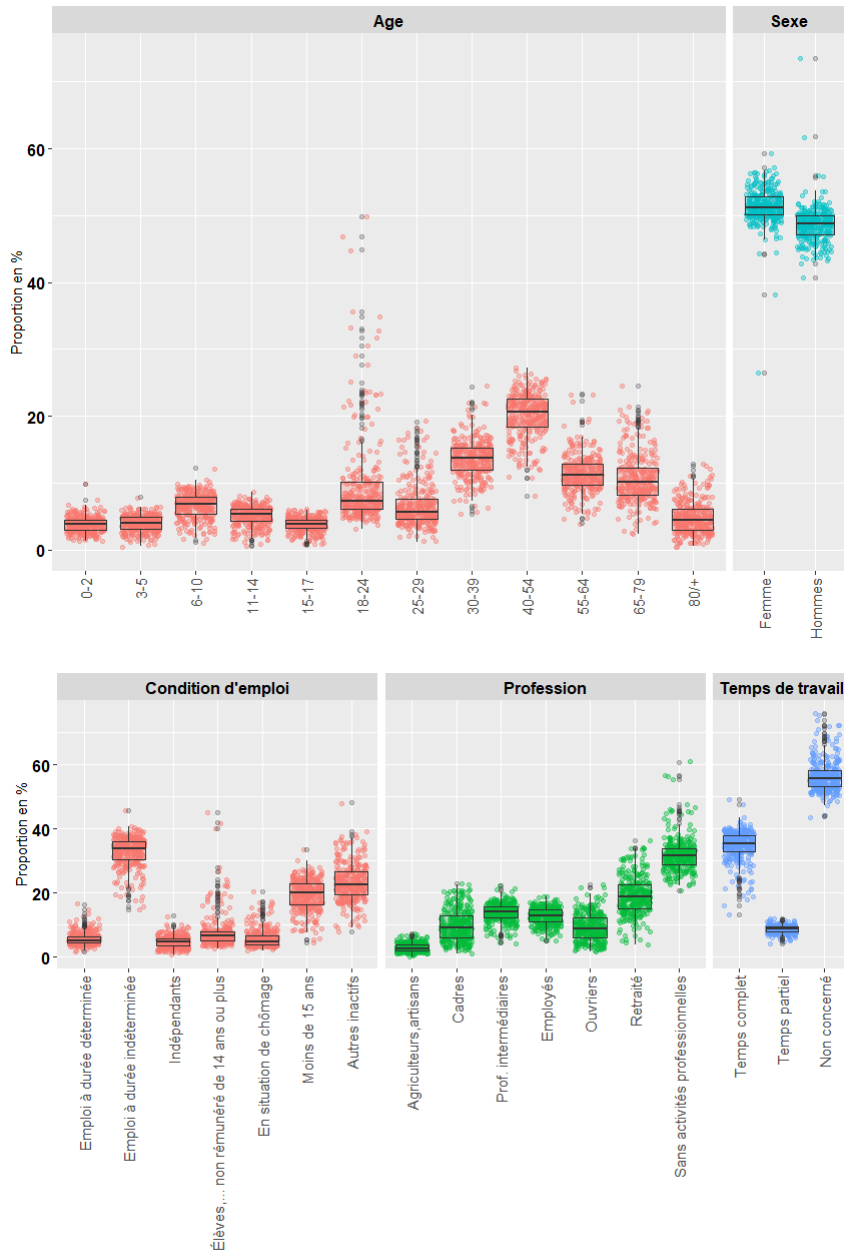 Age
Sexe
Proportion en %
60
40
20
0
0-2
3-5
6-10
11-14
15-17
18-24
25-29
30-39
40-54
55-64
65-79
80/+
Femme
Hommes
Condition d'emploi
Profession
Temps de travail
Proportion en %
60
40
20
0
Emploi à durée déterminée
Emploi à durée indéterminée
Indépendants
Élèves,... non rémunéré de 14 ans ou plus
En situation de chômage
Moins de 15 ans
Autres inactifs
Agriculteurs,artisans
Cadres
Prof. intermédiaires
Employés
Ouvriers
Retraité
Sans activités professionnelles
Temps complet
Temps partiel
Non concerné